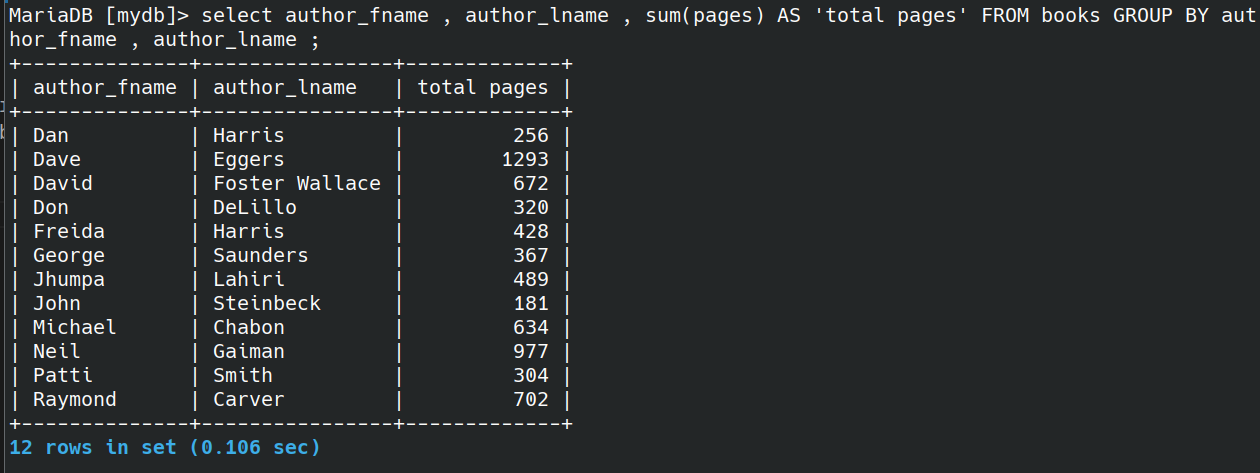 MariaDB [mydb]> select author_fname , author_lname , sum(pages) AS 'total pages' FROM books GROUP BY aut
hor_fname , author_lname ;
+--------------+----------------+-------------+
| author_fname | author_lname   | total pages |
+--------------+----------------+-------------+
| Dan          | Harris         |         256 |
| Dave         | Eggers         |        1293 |
| David        | Foster Wallace |         672 |
| Don          | DeLillo        |         320 |
| Freida       | Harris         |         428 |
| George       | Saunders       |         367 |
| Jhumpa       | Lahiri         |         489 |
| John         | Steinbeck      |         181 |
| Michael      | Chabon         |         634 |
| Neil         | Gaiman         |         977 |
| Patti        | Smith          |         304 |
| Raymond      | Carver         |         702 |
+--------------+----------------+-------------+
12 rows in set (0.106 sec)